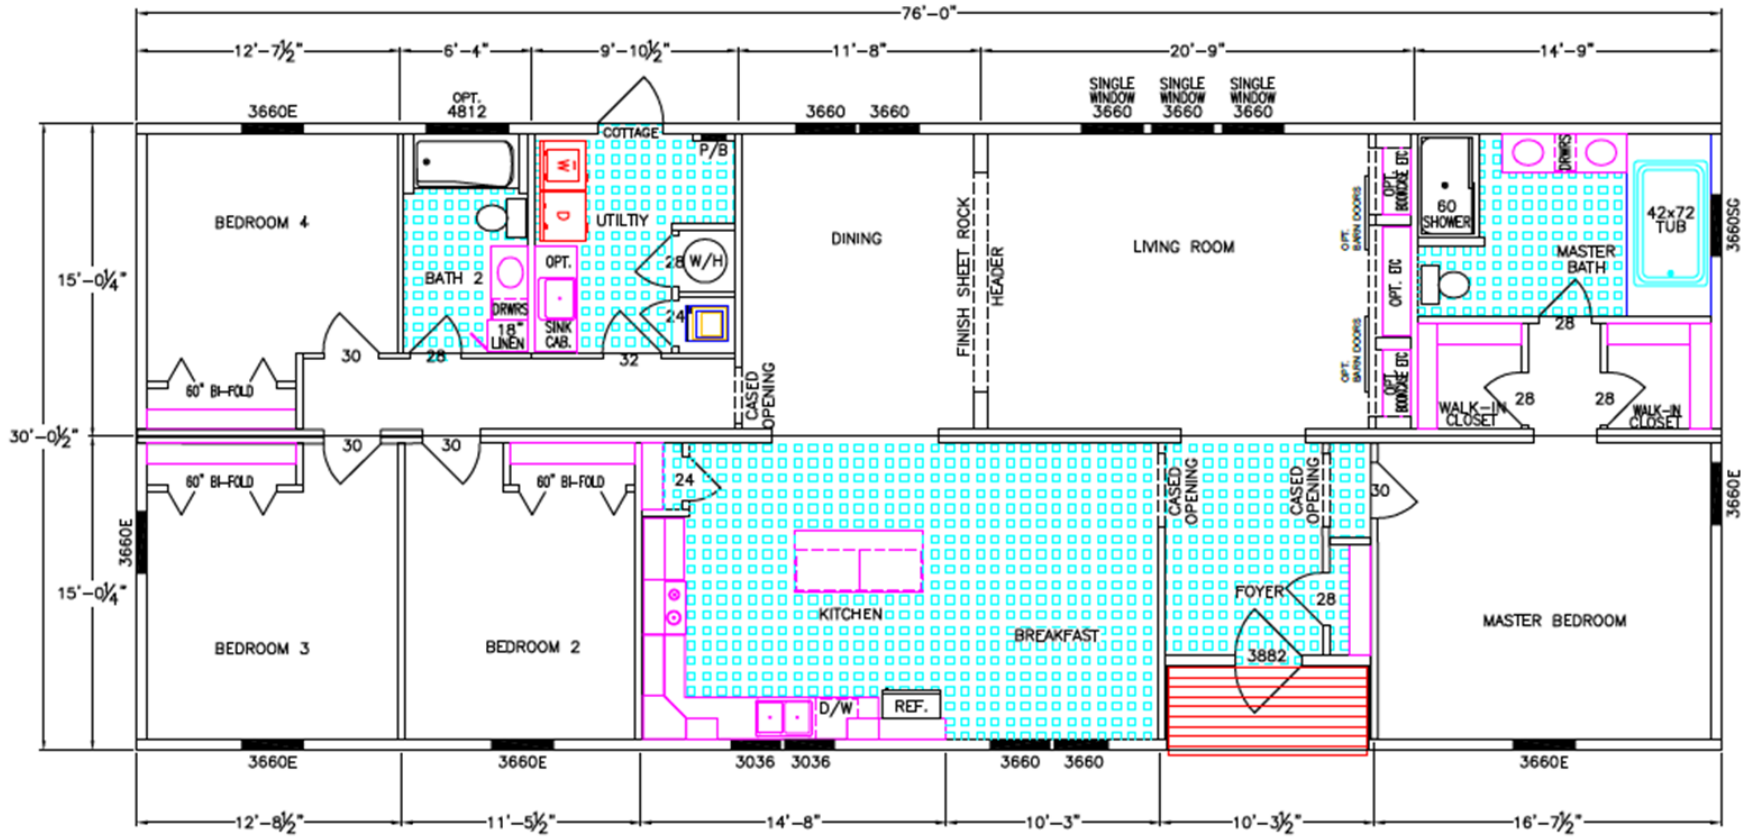 76'-0"
12'-7½"
6'-4"
9'-10½"
11'-8"
20'-9"
14'-9"
SINGLE WINDOW
SINGLE WINDOW
SINGLE WINDOW
3660E
OPT.
4812
3660
3660
3660
3660
3660
COTTAGE
P/B
W
D
UTILTIY
BEDROOM 4
BATH 2
OPT.
W/H
28
24
DRWRS
18"
LINEN
SINK
CAB.
30
28
32
60" BI-FOLD
DINING
FINISH SHEET ROCK
HEADER
CASED
OPENING
LIVING ROOM
OPT.
BARN DOORS
OPT.
BARN DOORS
OPT.
BOOKCASE ETC
OPT. ETC
OPT.
BOOKCASE ETC
60
SHOWER
DRWRS
42x72
TUB
3660SG
MASTER
BATH
28
28
28
WALK-IN
CLOSET
WALK-IN
CLOSET
15'-0¼"
30'-0½"
15'-0¼"
30
30
60" BI-FOLD
60" BI-FOLD
24
CASED
OPENING
CASED
OPENING
30
3660E
3660E
BEDROOM 3
BEDROOM 2
KITCHEN
BREAKFAST
FOYER
28
3882
MASTER BEDROOM
D/W
REF.
3660E
3660E
3036
3036
3660
3660
3660E
12'-8½"
11'-5½"
14'-8"
10'-3"
10'-3½"
16'-7½"